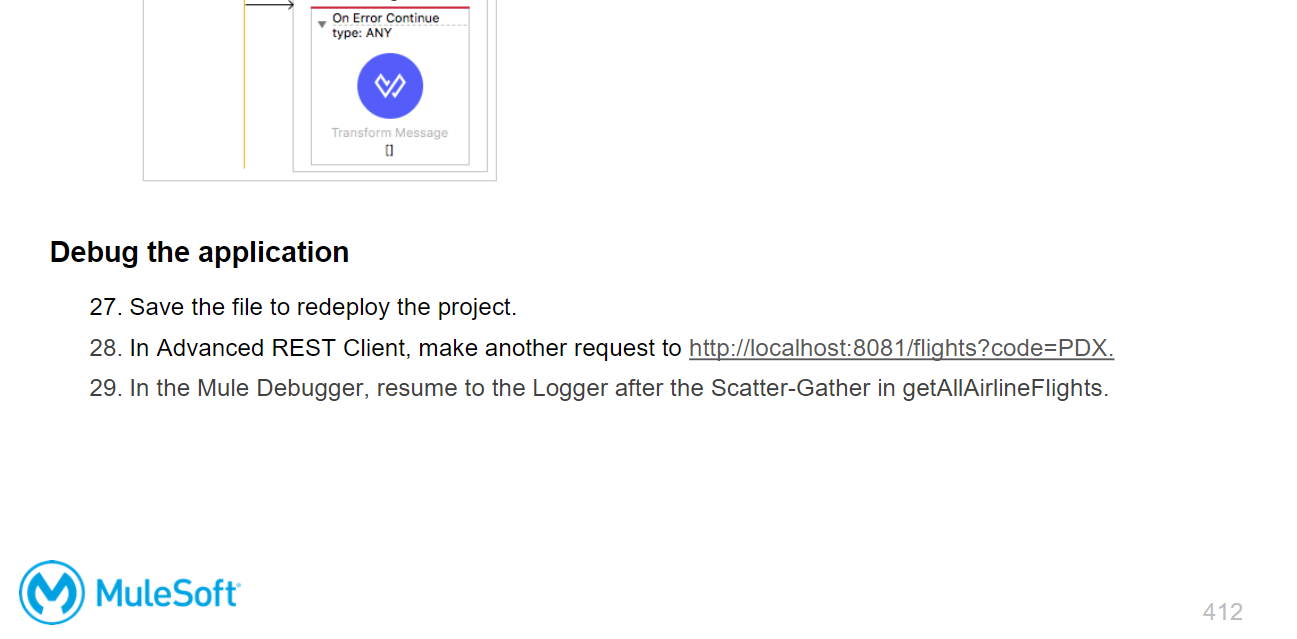 On Error Continue
type: ANY
Transform Message
[]
Debug the application
27. Save the file to redeploy the project.
28. In Advanced REST Client, make another request to http://localhost:8081/flights?code=PDX.
29. In the Mule Debugger, resume to the Logger after the Scatter-Gather in getAllAirlineFlights.
MuleSoft
412